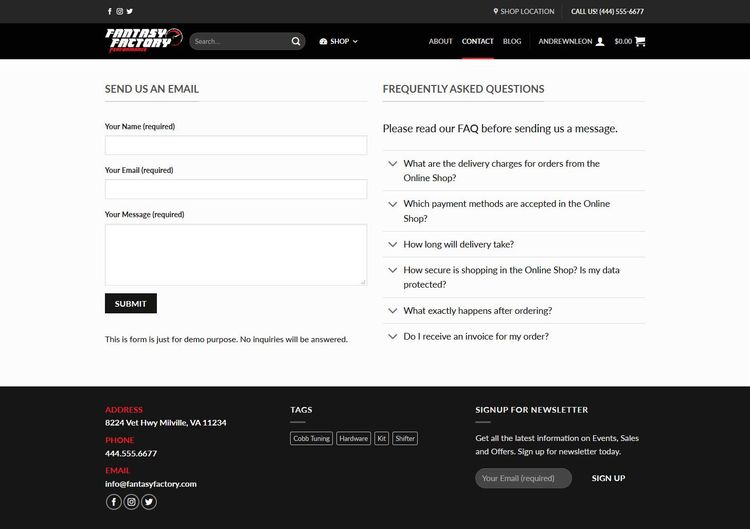 SHOP LOCATION
CALL US! (444) 555-6677
FANTASY
FACTORY
PERFORMANCE
Search...
SHOP
ABOUT
CONTACT
BLOG
ANDREWNLEON
$0.00
SEND US AN EMAIL
Your Name (required)
Your Email (required)
Your Message (required)
SUBMIT
This is form is just for demo purpose. No inquiries will be answered.
FREQUENTLY ASKED QUESTIONS
Please read our FAQ before sending us a message.
What are the delivery charges for orders from the
Online Shop?
Which payment methods are accepted in the Online
Shop?
How long will delivery take?
How secure is shopping in the Online Shop? Is my data
protected?
What exactly happens after ordering?
Do I receive an invoice for my order?
ADDRESS
8224 Vet Hwy Milville, VA 11234
PHONE
444.555.6677
EMAIL
info@fantasyfactory.com
TAGS
Cobb Tuning
Hardware
Kit
Shifter
SIGNUP FOR NEWSLETTER
Get all the latest information on Events, Sales
and Offers. Sign up for newsletter today.
Your Email (required)
SIGN UP